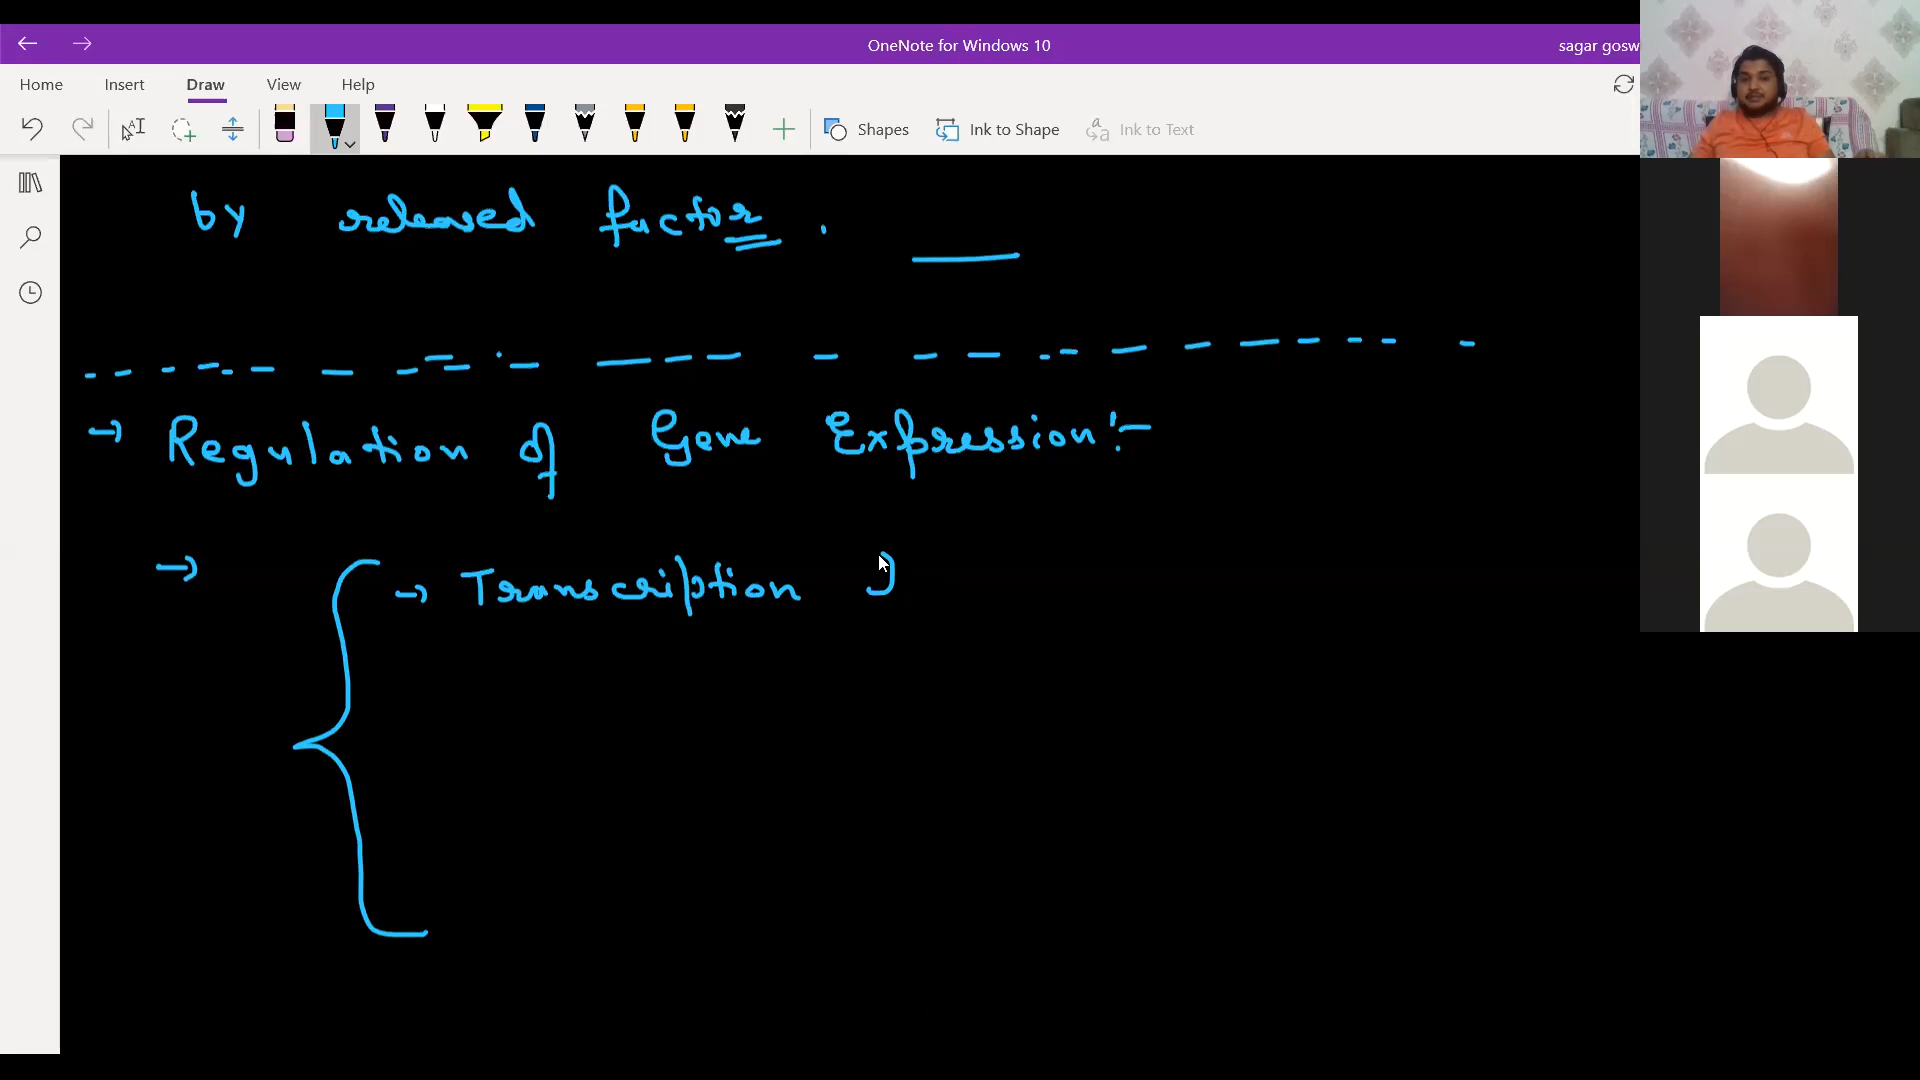 OneNote for Windows 10
sagar gosw
Home Insert Draw View Help
Shapes Ink to Shape Ink to Text
by released factor.
→ Regulation of Gene Expression:-
→
→ Transcription